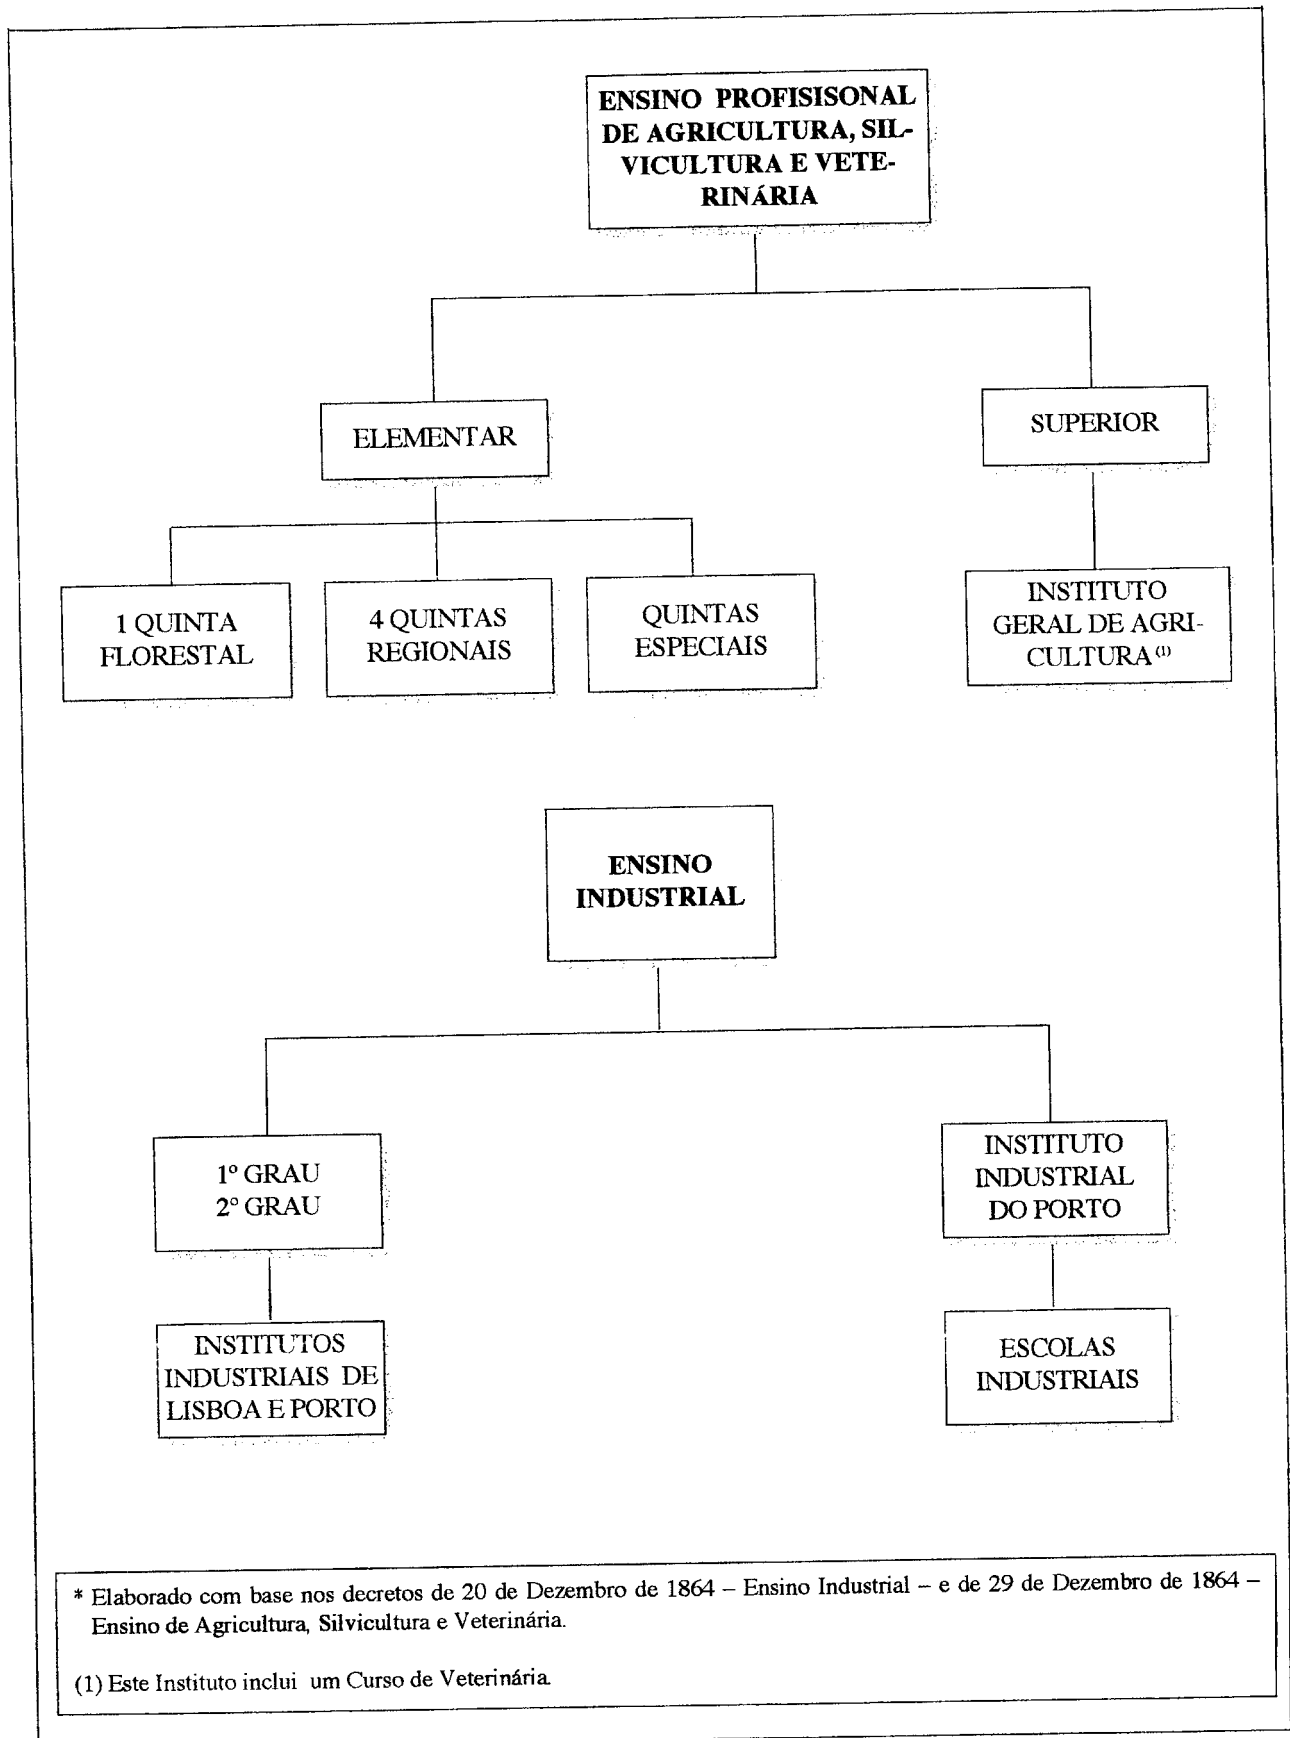 ENSINO PROFISISONAL
DE AGRICULTURA, SIL-
VICULTURA E VETE-
RINÁRIA
ELEMENTAR
SUPERIOR
1 QUINTA
FLORESTAL
4 QUINTAS
REGIONAIS
QUINTAS
ESPECIAIS
INSTITUTO
GERAL DE AGRI-
CULTURA (1)
ENSINO
INDUSTRIAL
1º GRAU
2º GRAU
INSTITUTO
INDUSTRIAL
DO PORTO
INSTITUTOS
INDUSTRIAIS DE
LISBOA E PORTO
ESCOLAS
INDUSTRIAIS
* Elaborado com base nos decretos de 20 de Dezembro de 1864 – Ensino Industrial – e de 29 de Dezembro de 1864 –
Ensino de Agricultura, Silvicultura e Veterinária.
(1) Este Instituto inclui um Curso de Veterinária.